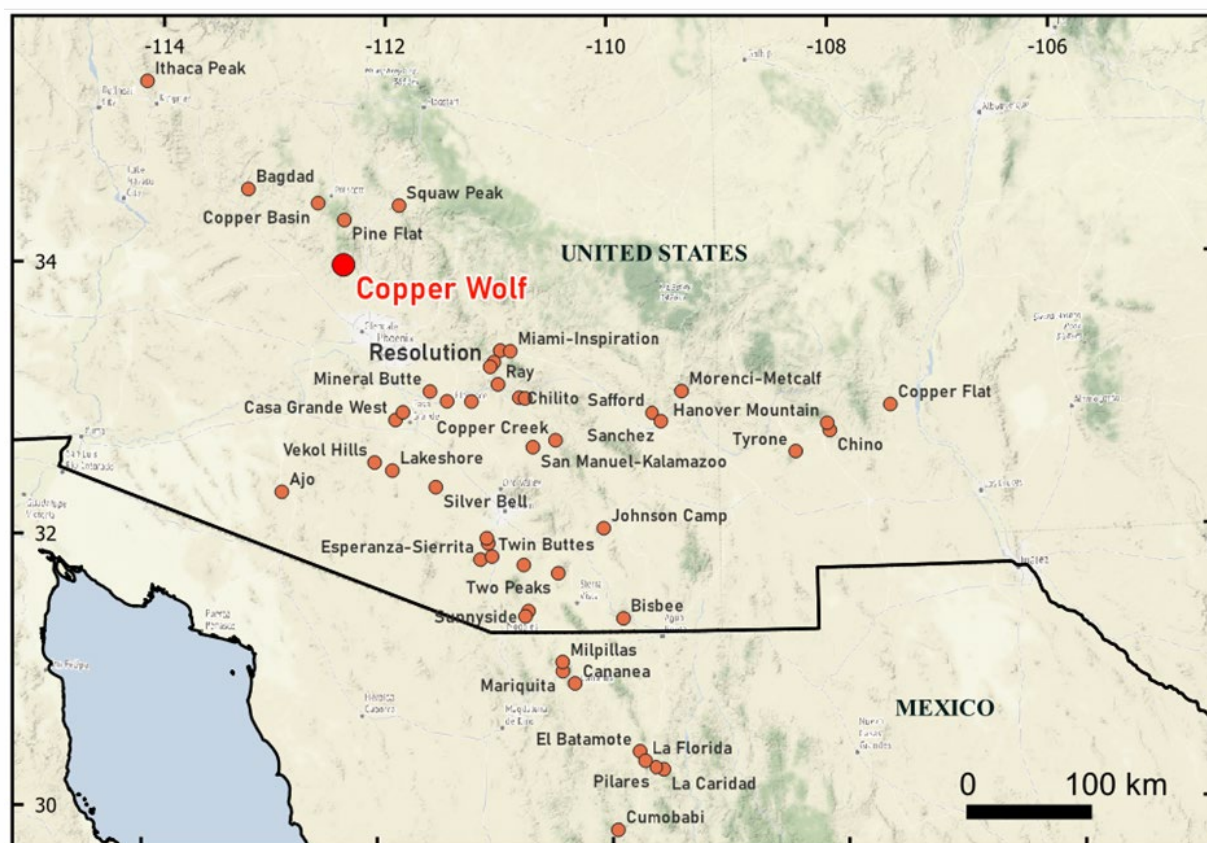 -114
-112
-110
-108
-106
Ithaca Peak
Bagdad
Squaw Peak
Copper Basin
Pine Flat
34
UNITED STATES
Copper Wolf
Miami-Inspiration
Resolution
Ray
Mineral Butte
Morenci-Metcalf
Copper Flat
Chilito
Safford
Casa Grande West
Hanover Mountain
Copper Creek
Sanchez
Tyrone
Chino
Vekol Hills
Lakeshore
San Manuel-Kalamazoo
Ajo
Silver Bell
Johnson Camp
32
Esperanza-Sierrita
Twin Buttes
Two Peaks
Bisbee
Sunnyside
Milpillas
Cananea
Mariquita
MEXICO
El Batamote
La Florida
Pilares
La Caridad
0
100 km
30
Cumobabi